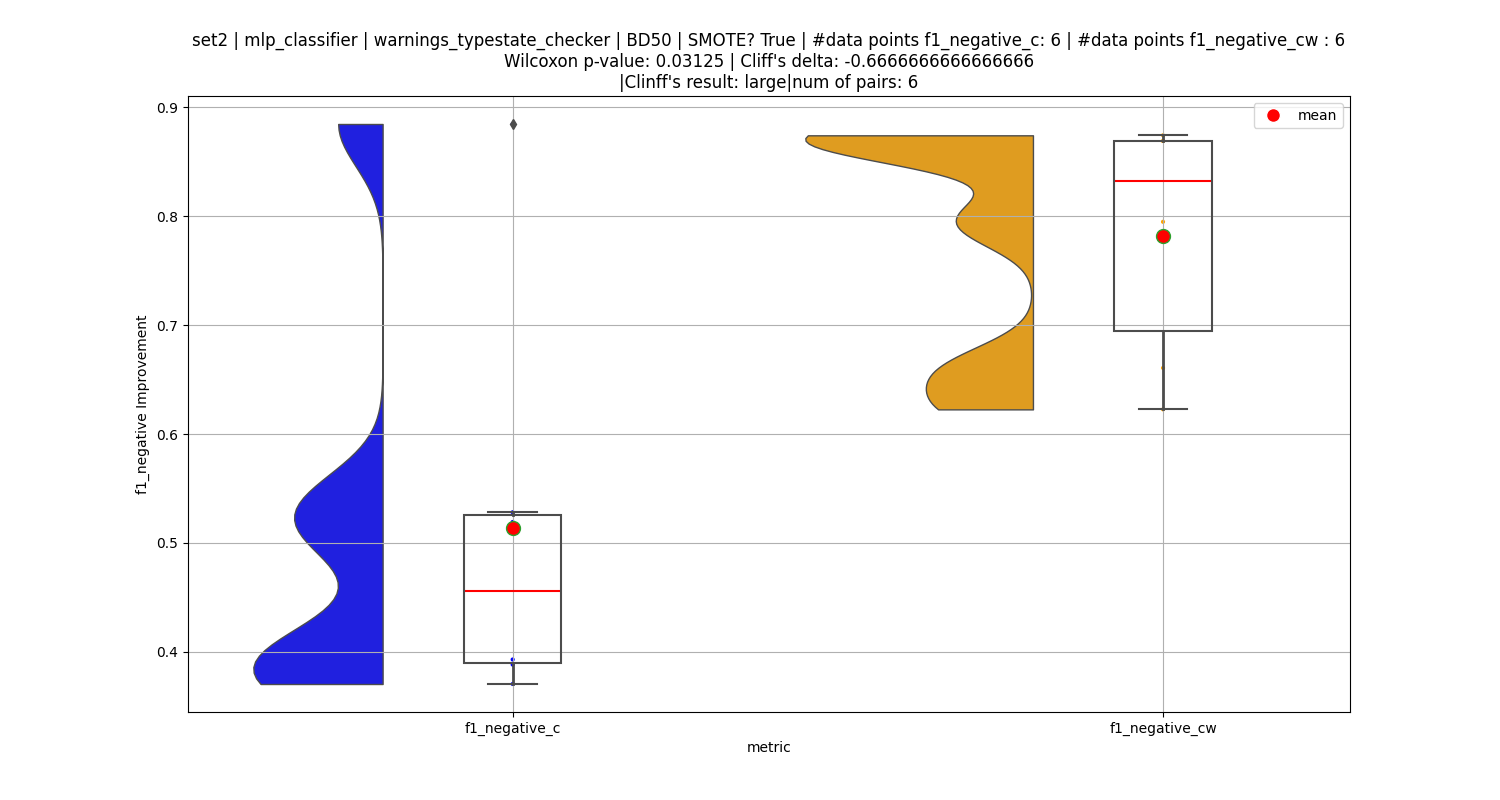 set2 | mlp_classifier | warnings_typestate_checker | BD50 | SMOTE? True | #data points f1_negative_c: 6 | #data points f1_negative_cw : 6
Wilcoxon p-value: 0.03125 | Cliff's delta: -0.6666666666666666
|Clinff's result: large|num of pairs: 6
mean
0.9
0.8
0.7
0.6
0.5
0.4
f1_negative Improvement
f1_negative_c
f1_negative_cw
metric